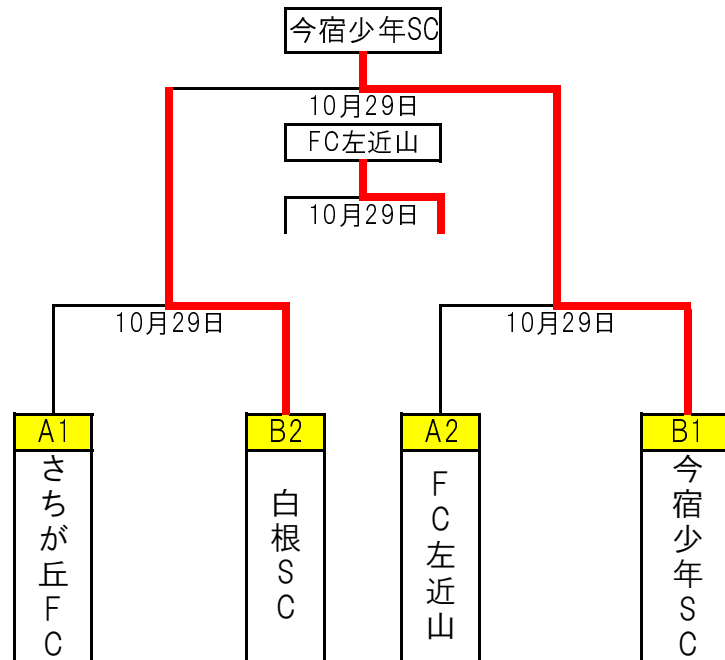 今宿少年SC
10月29日
FC左近山
10月29日
10月29日
10月29日
A1
B2
A2
B1
さちが丘FC
白根SC
FC左近山
今宿少年SC